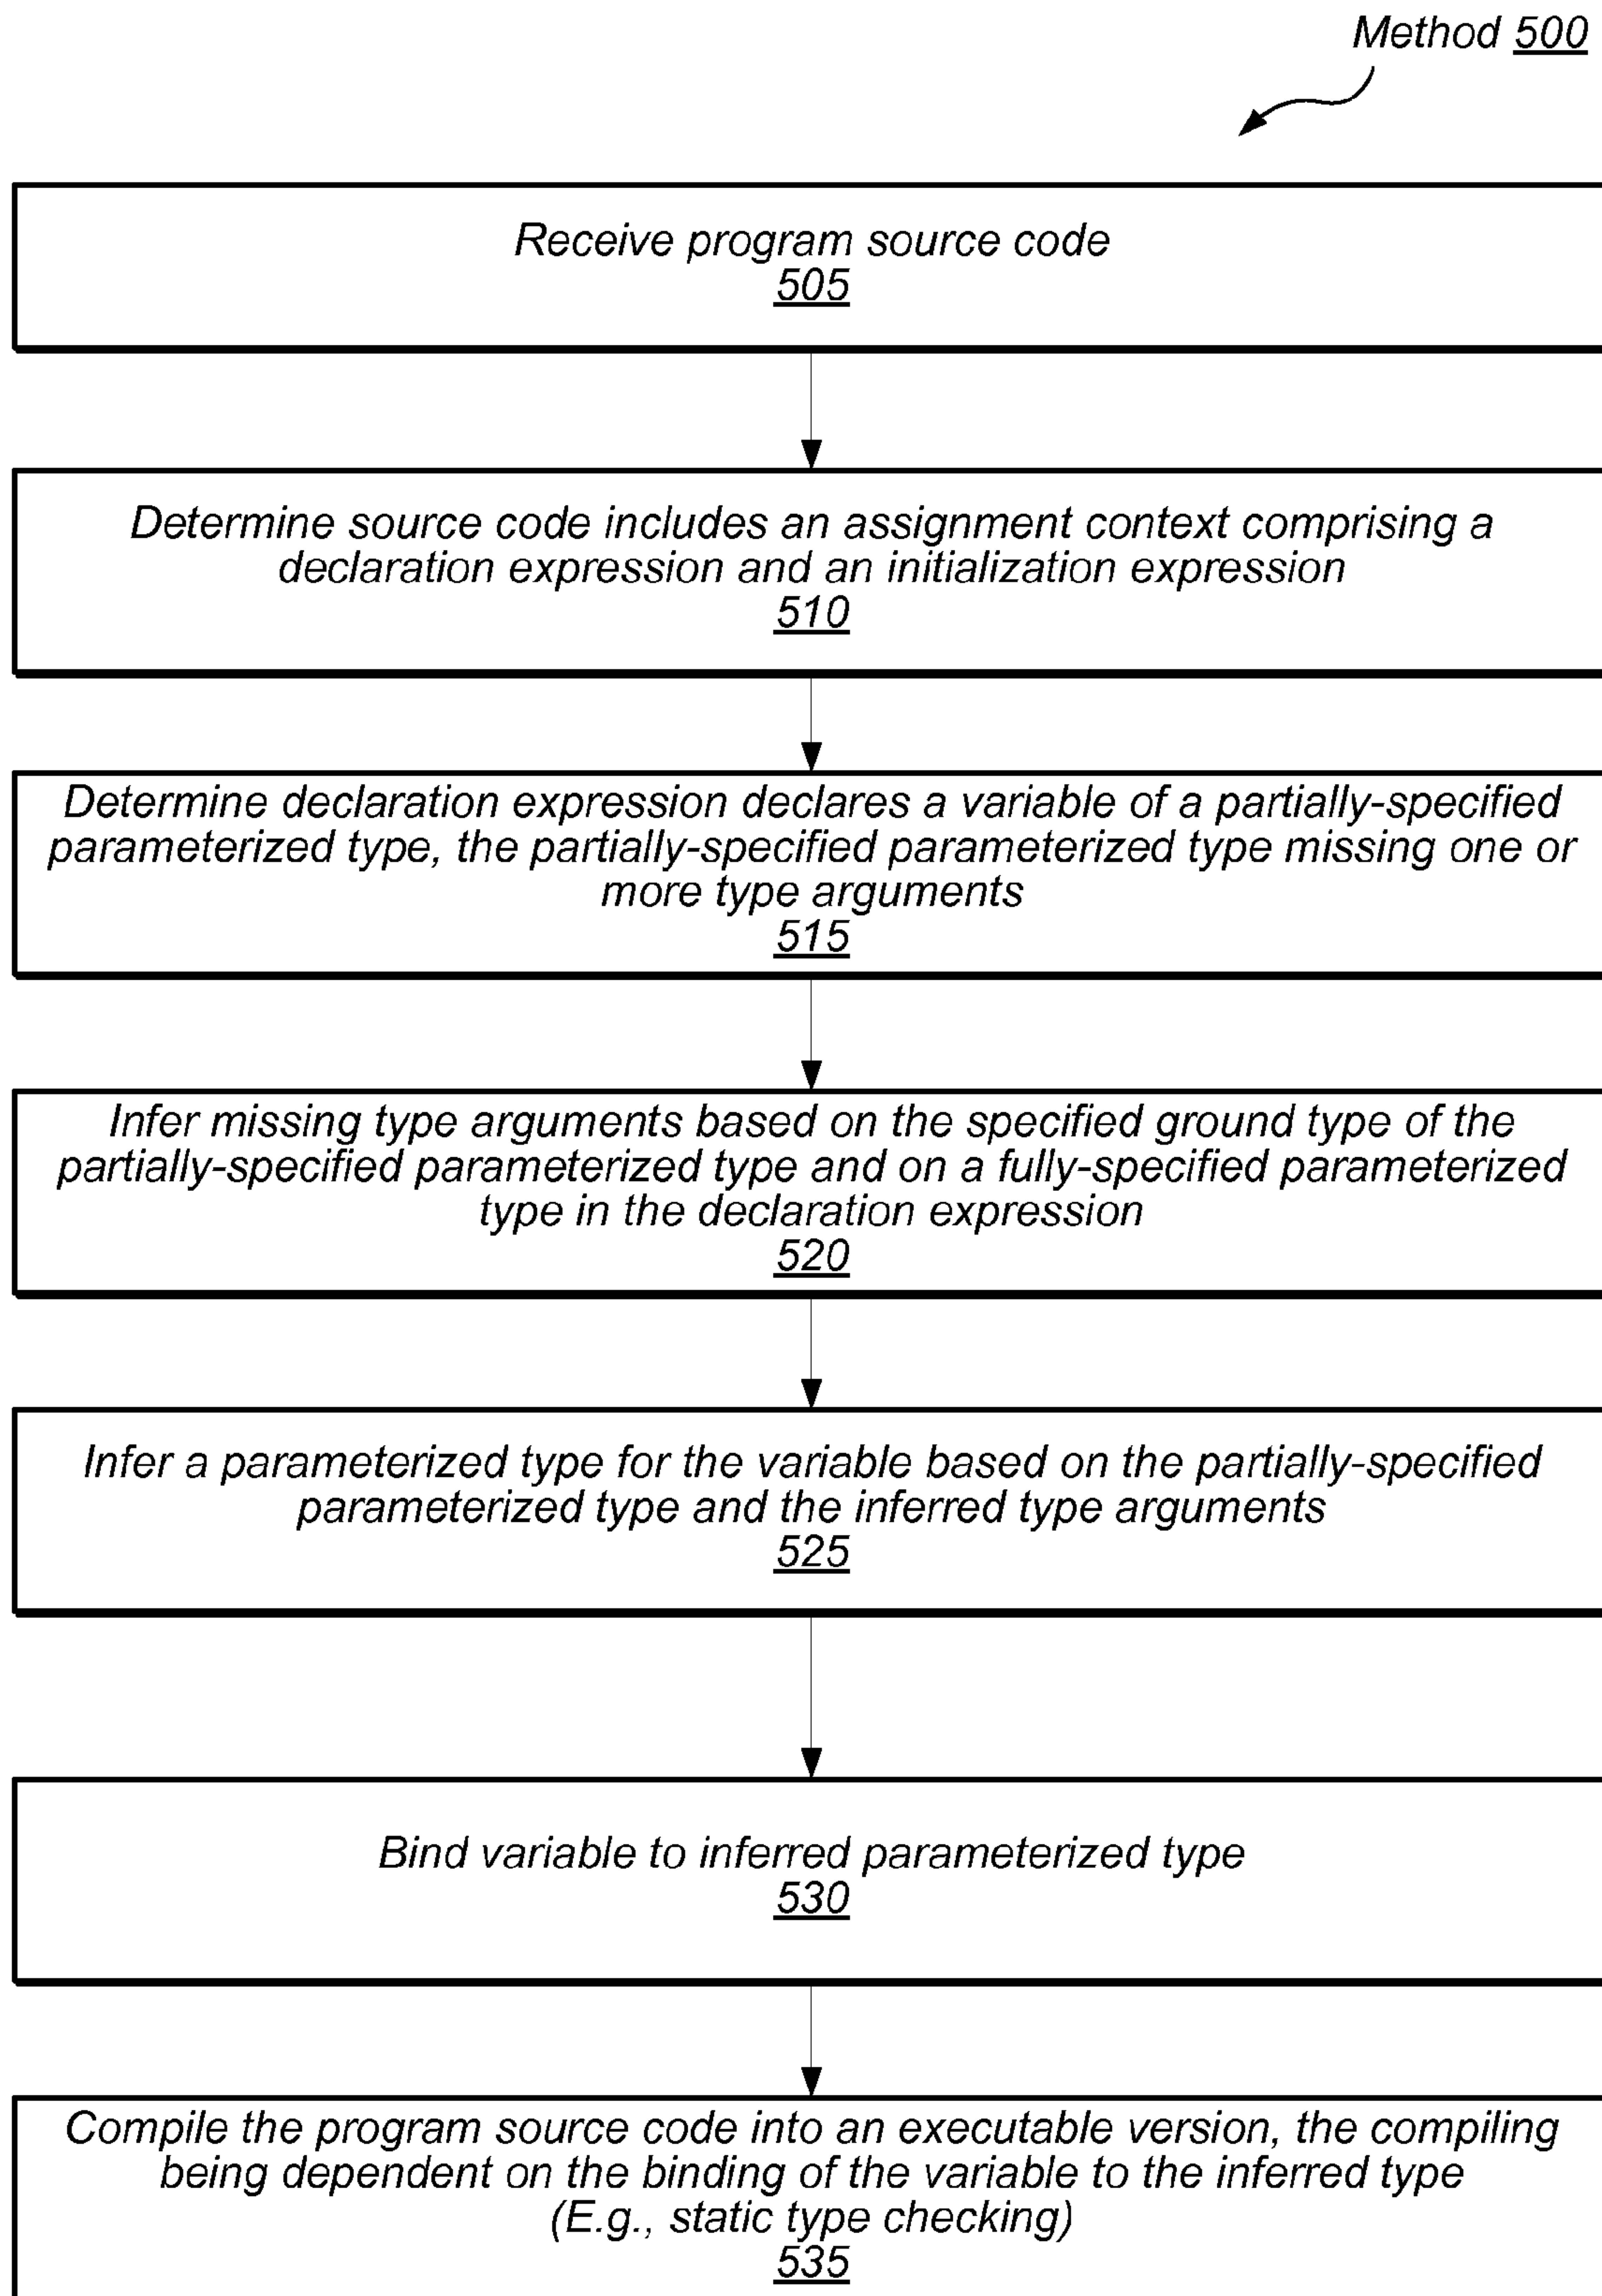 Method 500
Receive program source code
505
Determine source code includes an assignment context comprising a
declaration expression and an initialization expression
510
Determine declaration expression declares a variable of a partially-specified
parameterized type, the partially-specified parameterized type missing one or
more type arguments
515
Infer missing type arguments based on the specified ground type of the
partially-specified parameterized type and on a fully-specified parameterized
type in the declaration expression
520
Infer a parameterized type for the variable based on the partially-specified
parameterized type and the inferred type arguments
525
Bind variable to inferred parameterized type
530
Compile the program source code into an executable version, the compiling
being dependent on the binding of the variable to the inferred type
(E.g., static type checking)
535